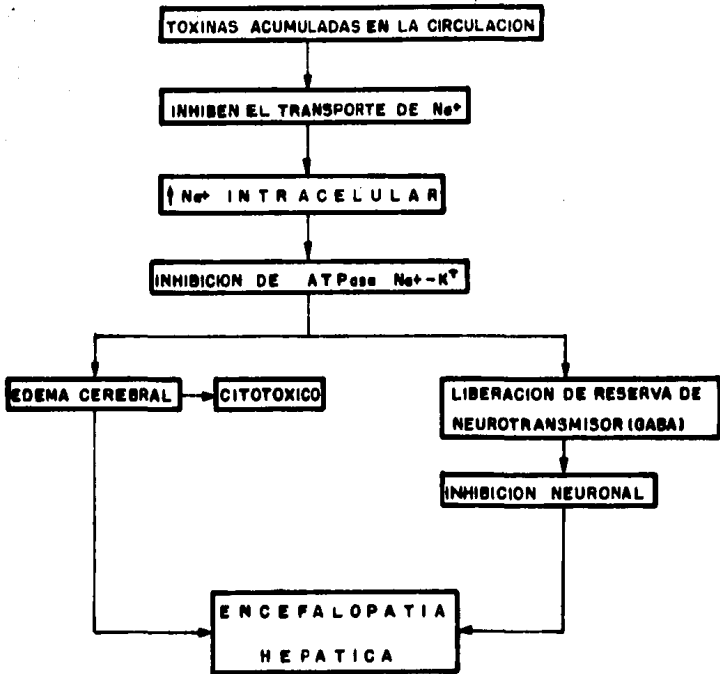 TOXINAS ACUMULADAS EN LA CIRCULACION
INHIBEN EL TRANSPORTE DE Na+
↑ Na+ INTRACELULAR
INHIBICION DE ATPasa Na+-K+
EDEMA CEREBRAL
CITOTOXICO
LIBERACION DE RESERVA DE
NEUROTRANSMISOR (GABA)
INHIBICION NEURONAL
ENCEFALOPATIA
HEPATICA